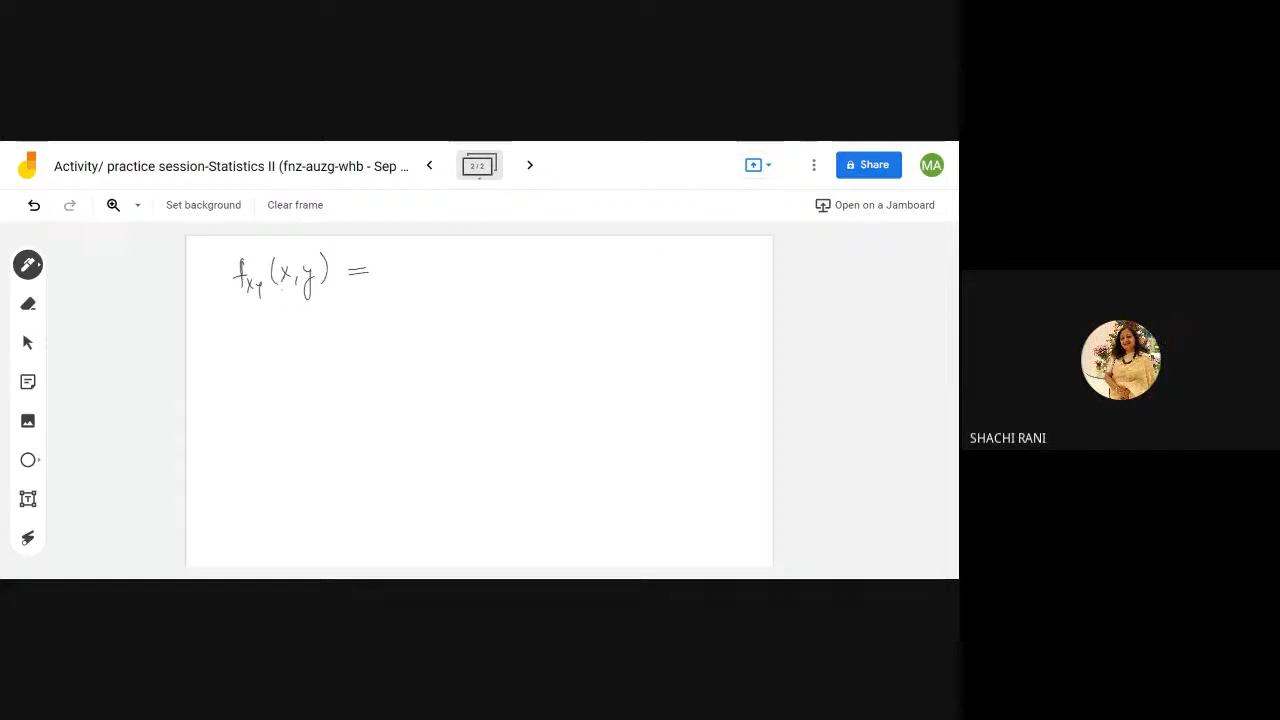 Activity/ practice session-Statistics II (fnz-auzg-whb - Sep ...
2/2
Share
MA
Set background
Clear frame
Open on a Jamboard
f_XY (x, y) =
SHACHI RANI